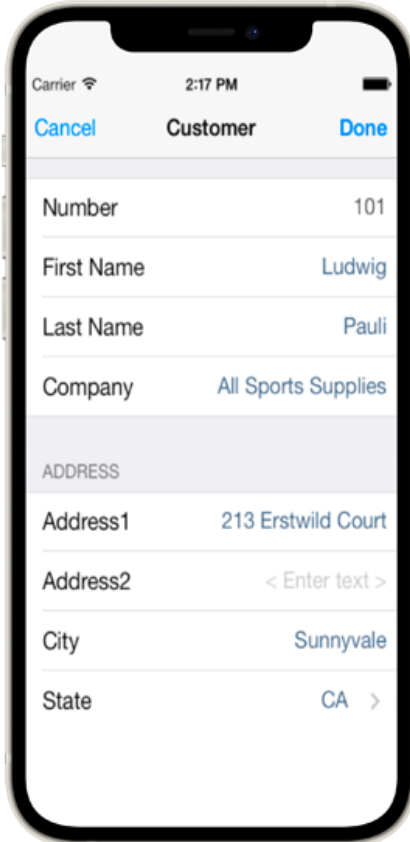 Carrier 2:17 PM
Cancel Customer Done
Number 101
First Name Ludwig
Last Name Pauli
Company All Sports Supplies
ADDRESS
Address1 213 Erstwild Court
Address2 < Enter text >
City Sunnyvale
State CA >